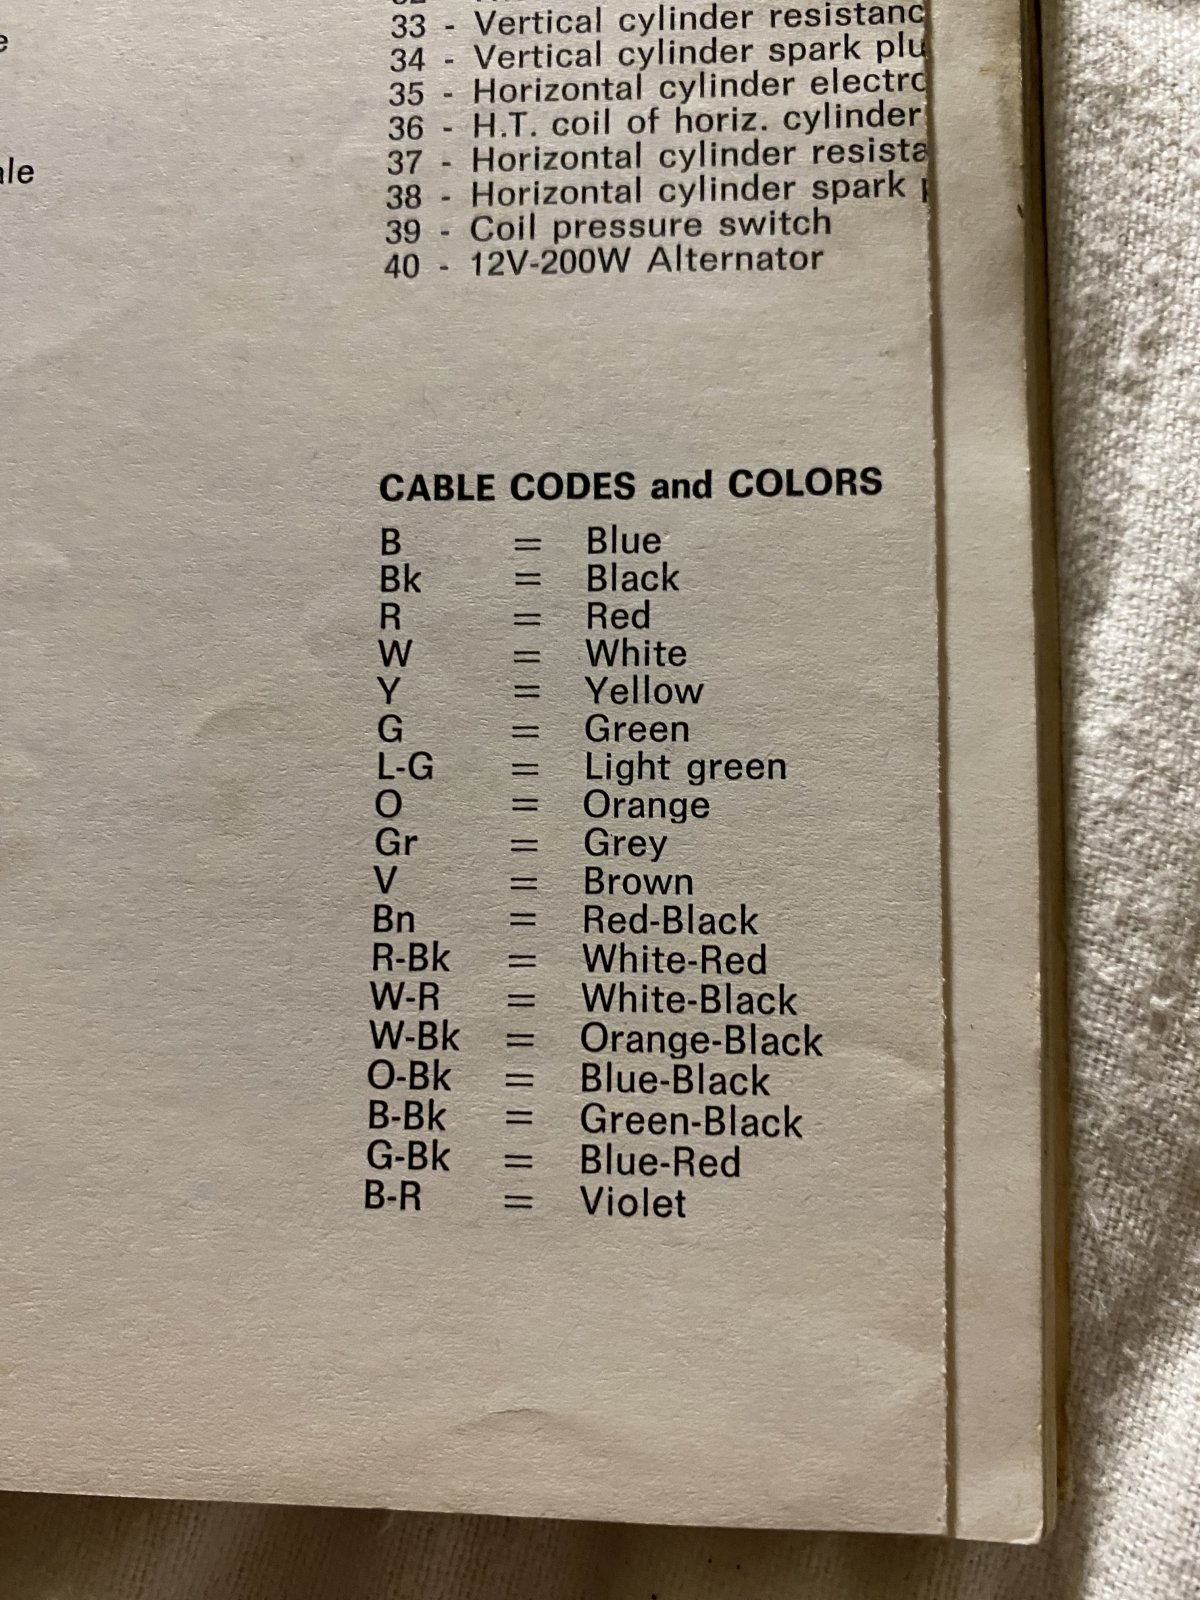 e
ale
33 - Vertical cylinder resistanc
34 - Vertical cylinder spark plu
35 - Horizontal cylinder electro
36 - H.T. coil of horiz. cylinder
37 - Horizontal cylinder resista
38 - Horizontal cylinder spark
39 - Coil pressure switch
40 - 12V-200W Alternator
CABLE CODES and COLORS
B = Blue
Bk = Black
R = Red
W = White
Y = Yellow
G = Green
L-G = Light green
O = Orange
Gr = Grey
V = Brown
Bn = Red-Black
R-Bk = White-Red
W-R = White-Black
W-Bk = Orange-Black
O-Bk = Blue-Black
B-Bk = Green-Black
G-Bk = Blue-Red
B-R = Violet